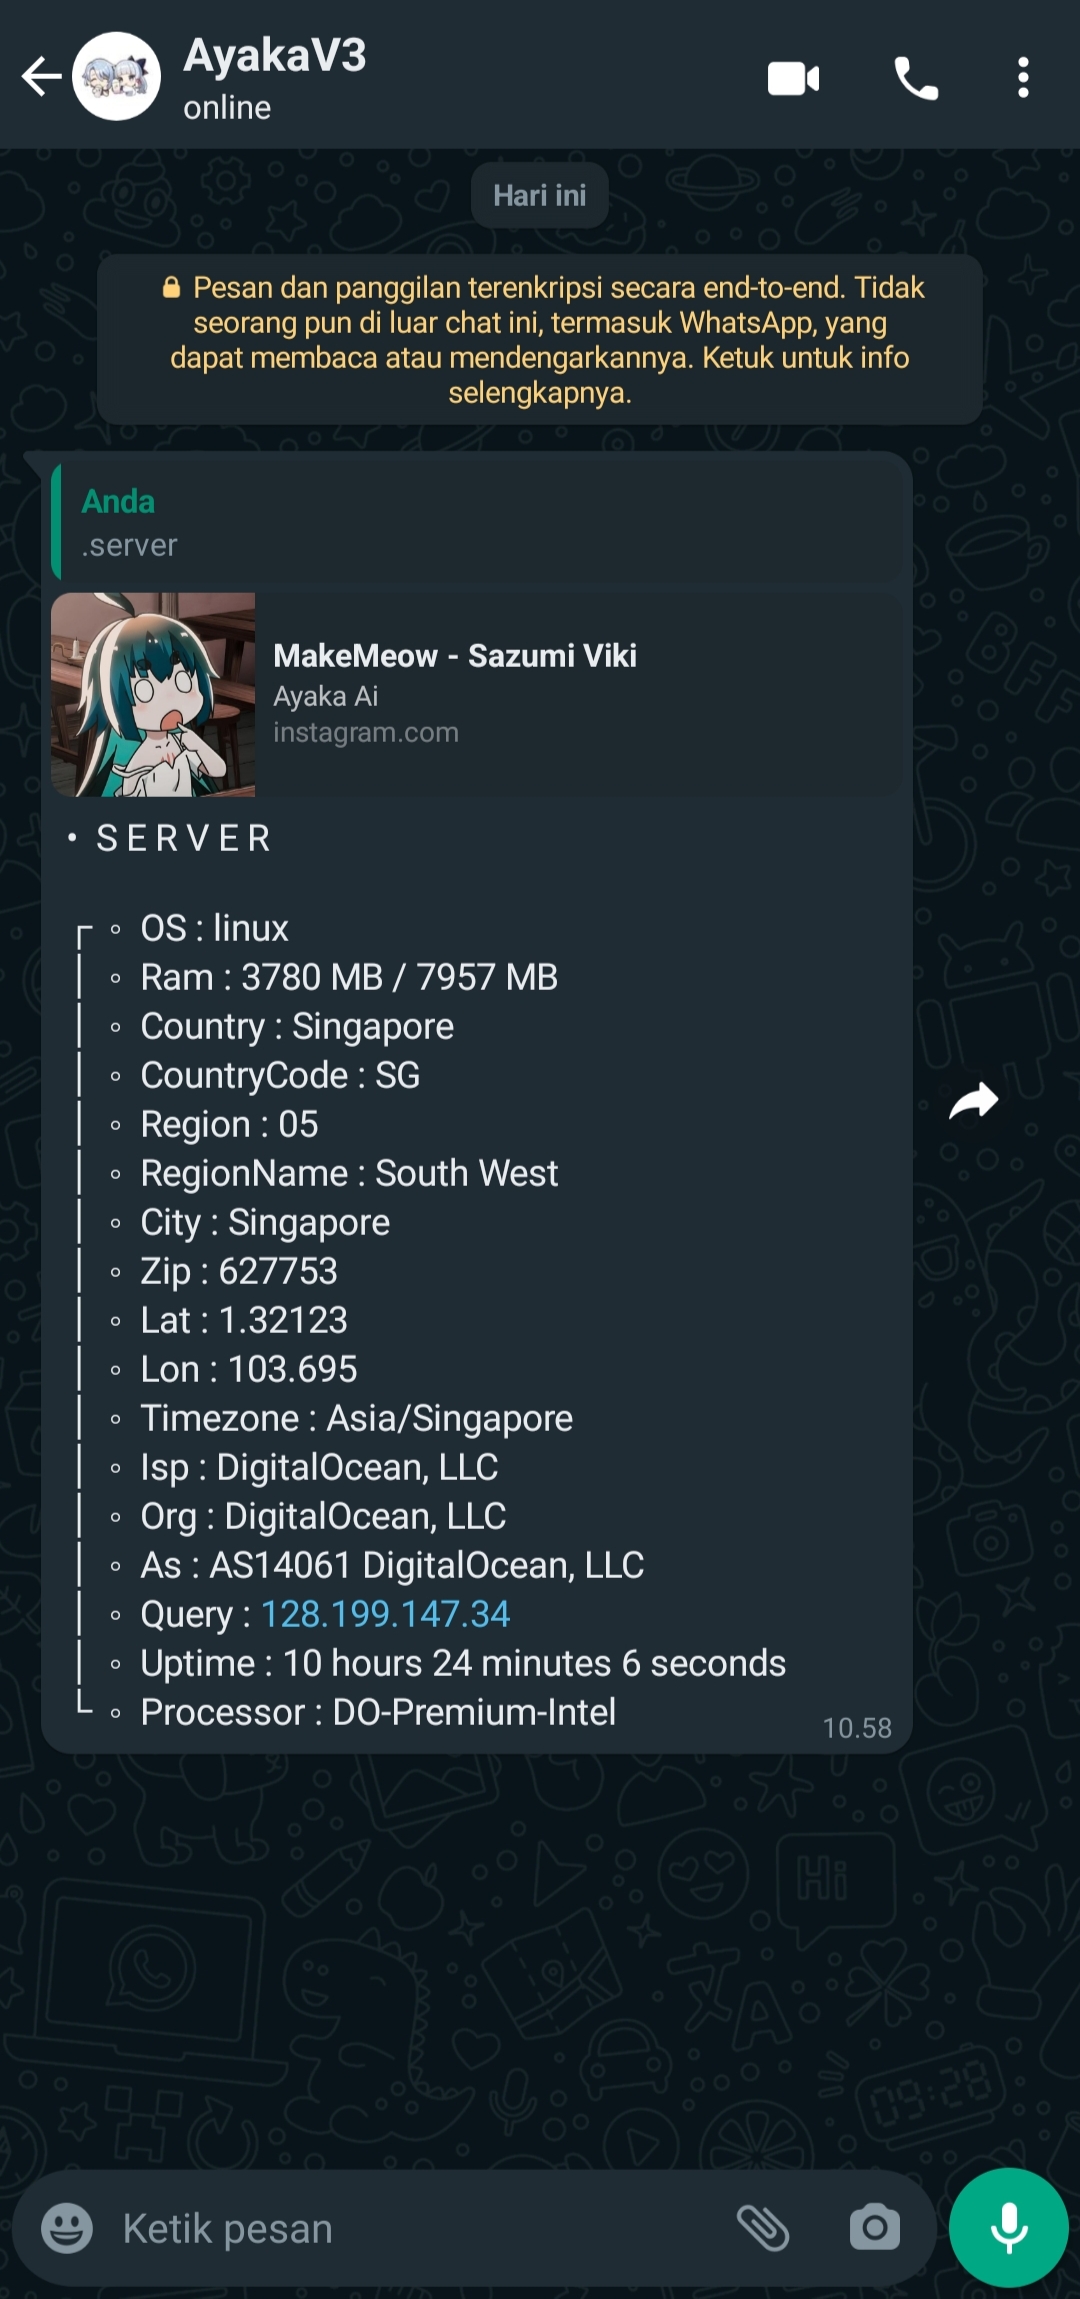 AyakaV3
online
Hari ini
Pesan dan panggilan terenkripsi secara end-to-end. Tidak
seorang pun di luar chat ini, termasuk WhatsApp, yang
dapat membaca atau mendengarkannya. Ketuk untuk info
selengkapnya.
Anda
.server
MakeMeow - Sazumi Viki
Ayaka Ai
instagram.com
• S E R V E R
┌ ◦ OS : linux
│ ◦ Ram : 3780 MB / 7957 MB
│ ◦ Country : Singapore
│ ◦ CountryCode : SG
│ ◦ Region : 05
│ ◦ RegionName : South West
│ ◦ City : Singapore
│ ◦ Zip : 627753
│ ◦ Lat : 1.32123
│ ◦ Lon : 103.695
│ ◦ Timezone : Asia/Singapore
│ ◦ Isp : DigitalOcean, LLC
│ ◦ Org : DigitalOcean, LLC
│ ◦ As : AS14061 DigitalOcean, LLC
│ ◦ Query : 128.199.147.34
│ ◦ Uptime : 10 hours 24 minutes 6 seconds
└ ◦ Processor : DO-Premium-Intel
10.58
Ketik pesan